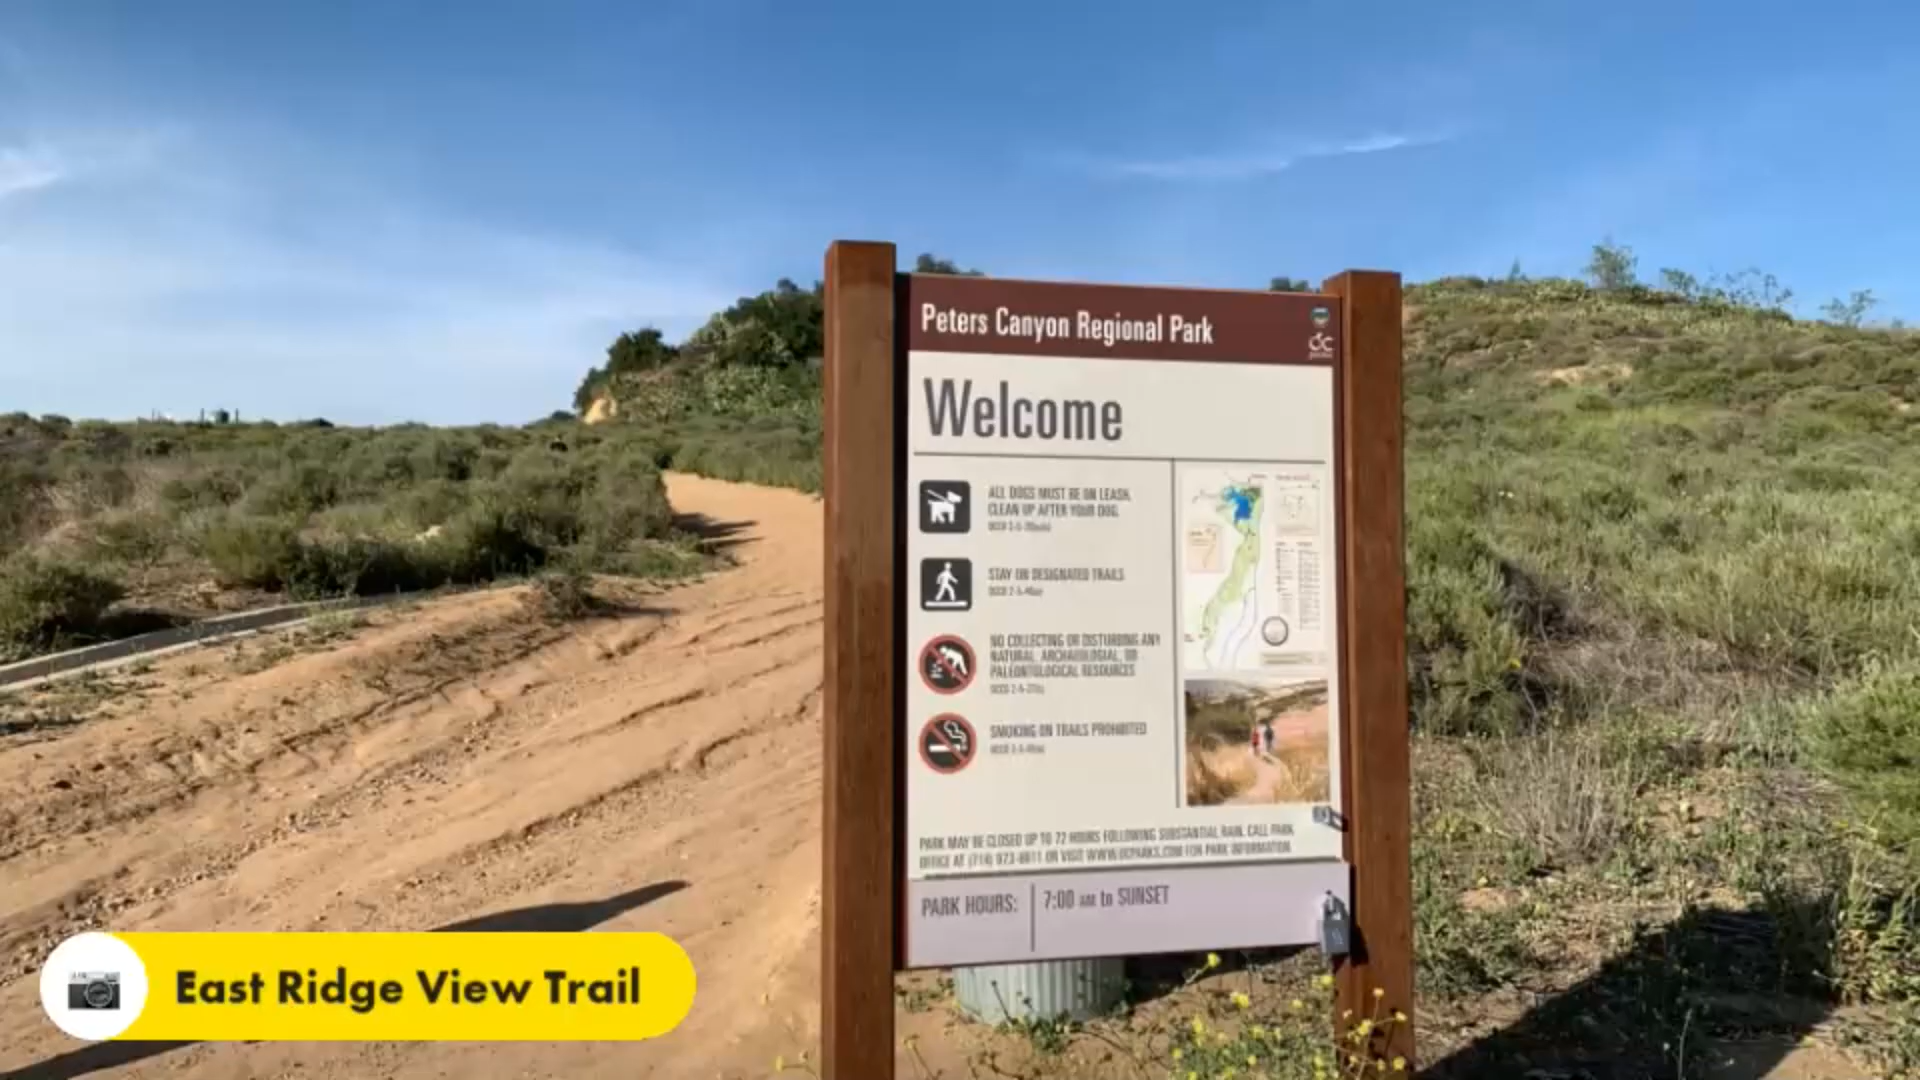 Peters Canyon Regional Park
OC
Welcome
ALL DOGS MUST BE ON LEASH.
CLEAN UP AFTER YOUR DOG.
STAY ON DESIGNATED TRAILS
NO COLLECTING OR DISTURBING ANY
NATURAL, ARCHAEOLOGIAL, OR
PALEONTOLOGICAL RESOURCES
SMOKING ON TRAILS PROHIBITED
PARK MAY BE CLOSED UP TO 72 HOURS FOLLOWING SUBSTANTIAL RAIN. CALL PARK
OFFICE AT (714) 973-6611 OR VISIT WWW.OCPARKS.COM FOR PARK INFORMATION
PARK HOURS: 7:00 AM to SUNSET
East Ridge View Trail